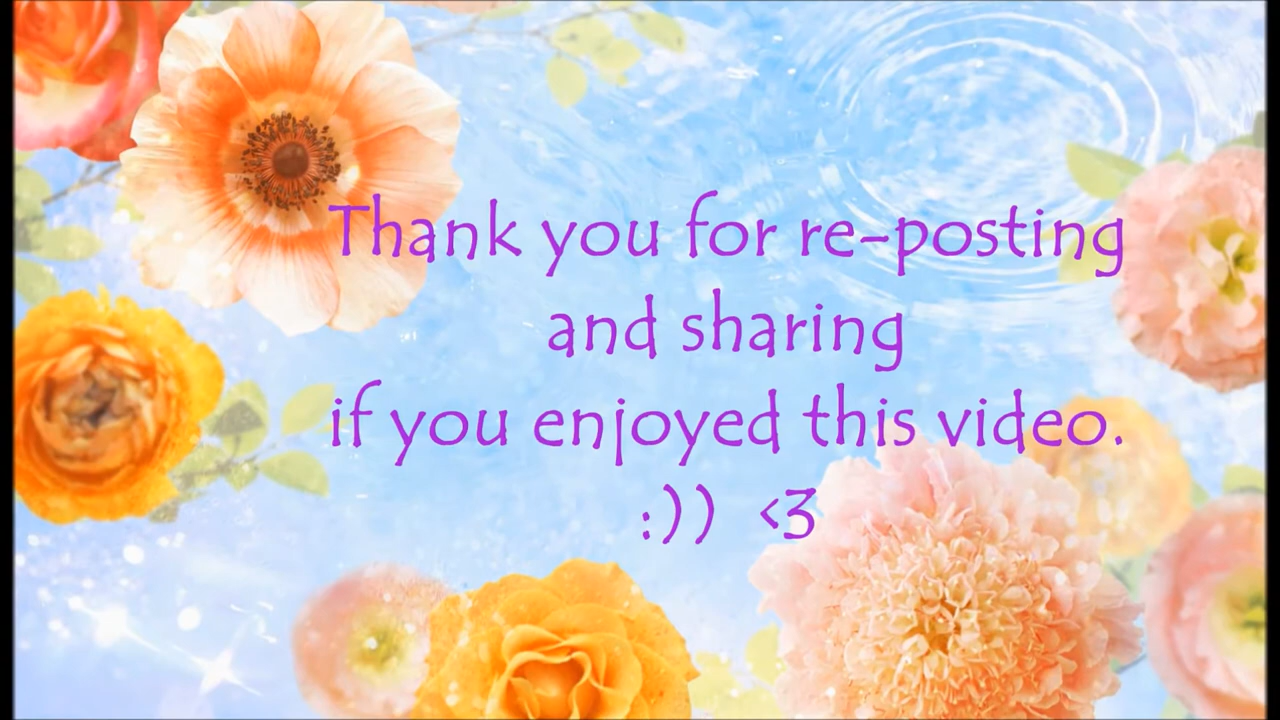 Thank you for re-posting
and sharing
if you enjoyed this video.
:)) <3